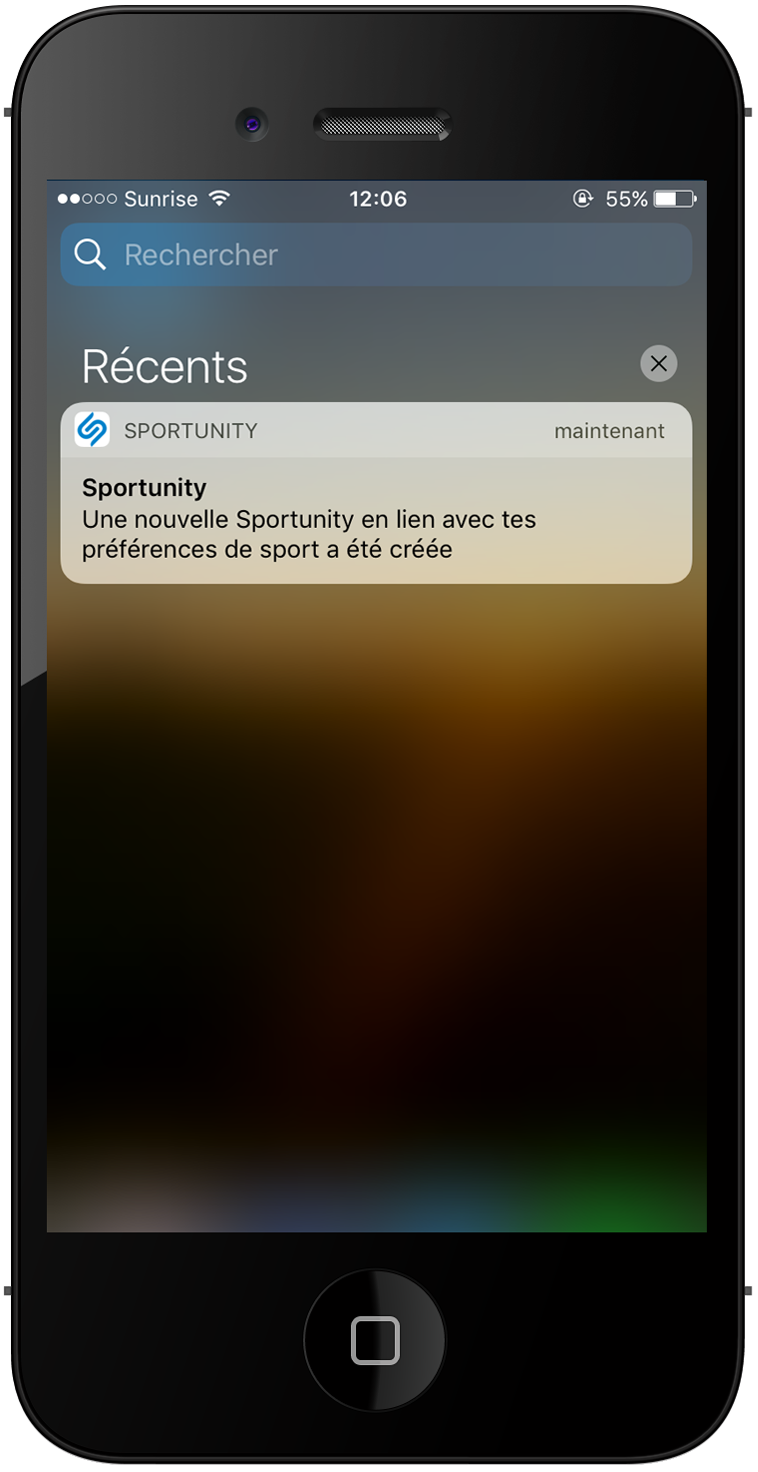 Sunrise 12:06 55%
Rechercher
Récents
SPORTUNITY maintenant
Sportunity
Une nouvelle Sportunity en lien avec tes
préférences de sport a été créée